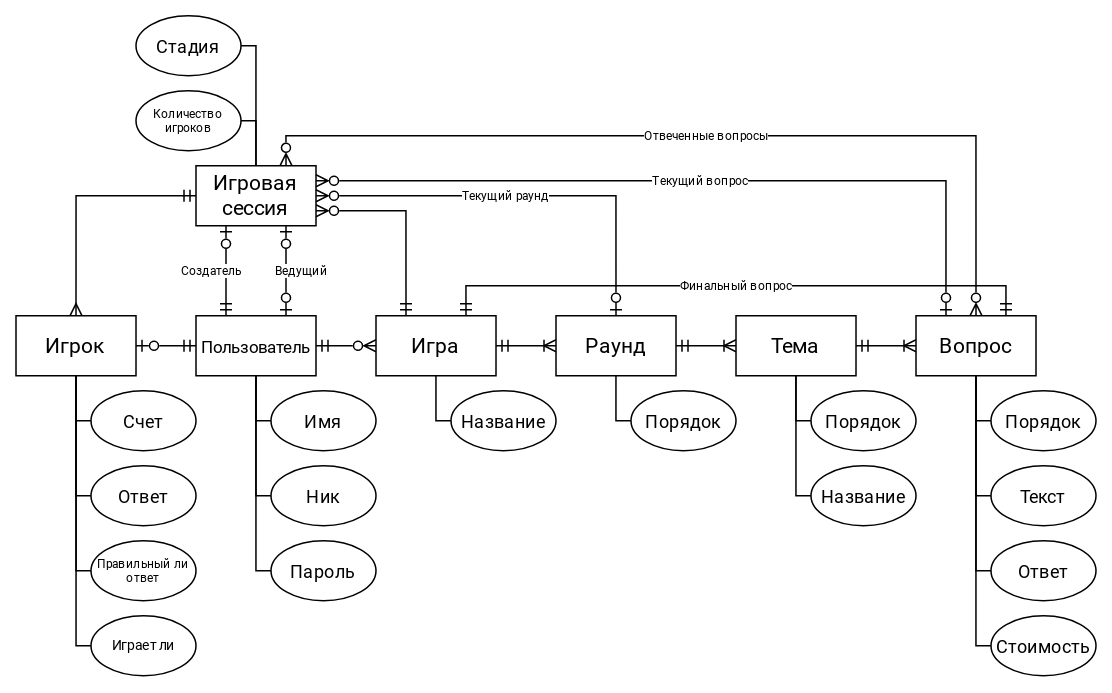 Стадия
Количество
игроков
Отвеченные вопросы
Игровая
сессия
Текущий вопрос
Текущий раунд
Создатель
Ведущий
Финальный вопрос
Игрок
Пользователь
Игра
Раунд
Тема
Вопрос
Счет
Имя
Название
Порядок
Порядок
Порядок
Ответ
Ник
Название
Текст
Правильный ли
ответ
Пароль
Ответ
Играет ли
Стоимость